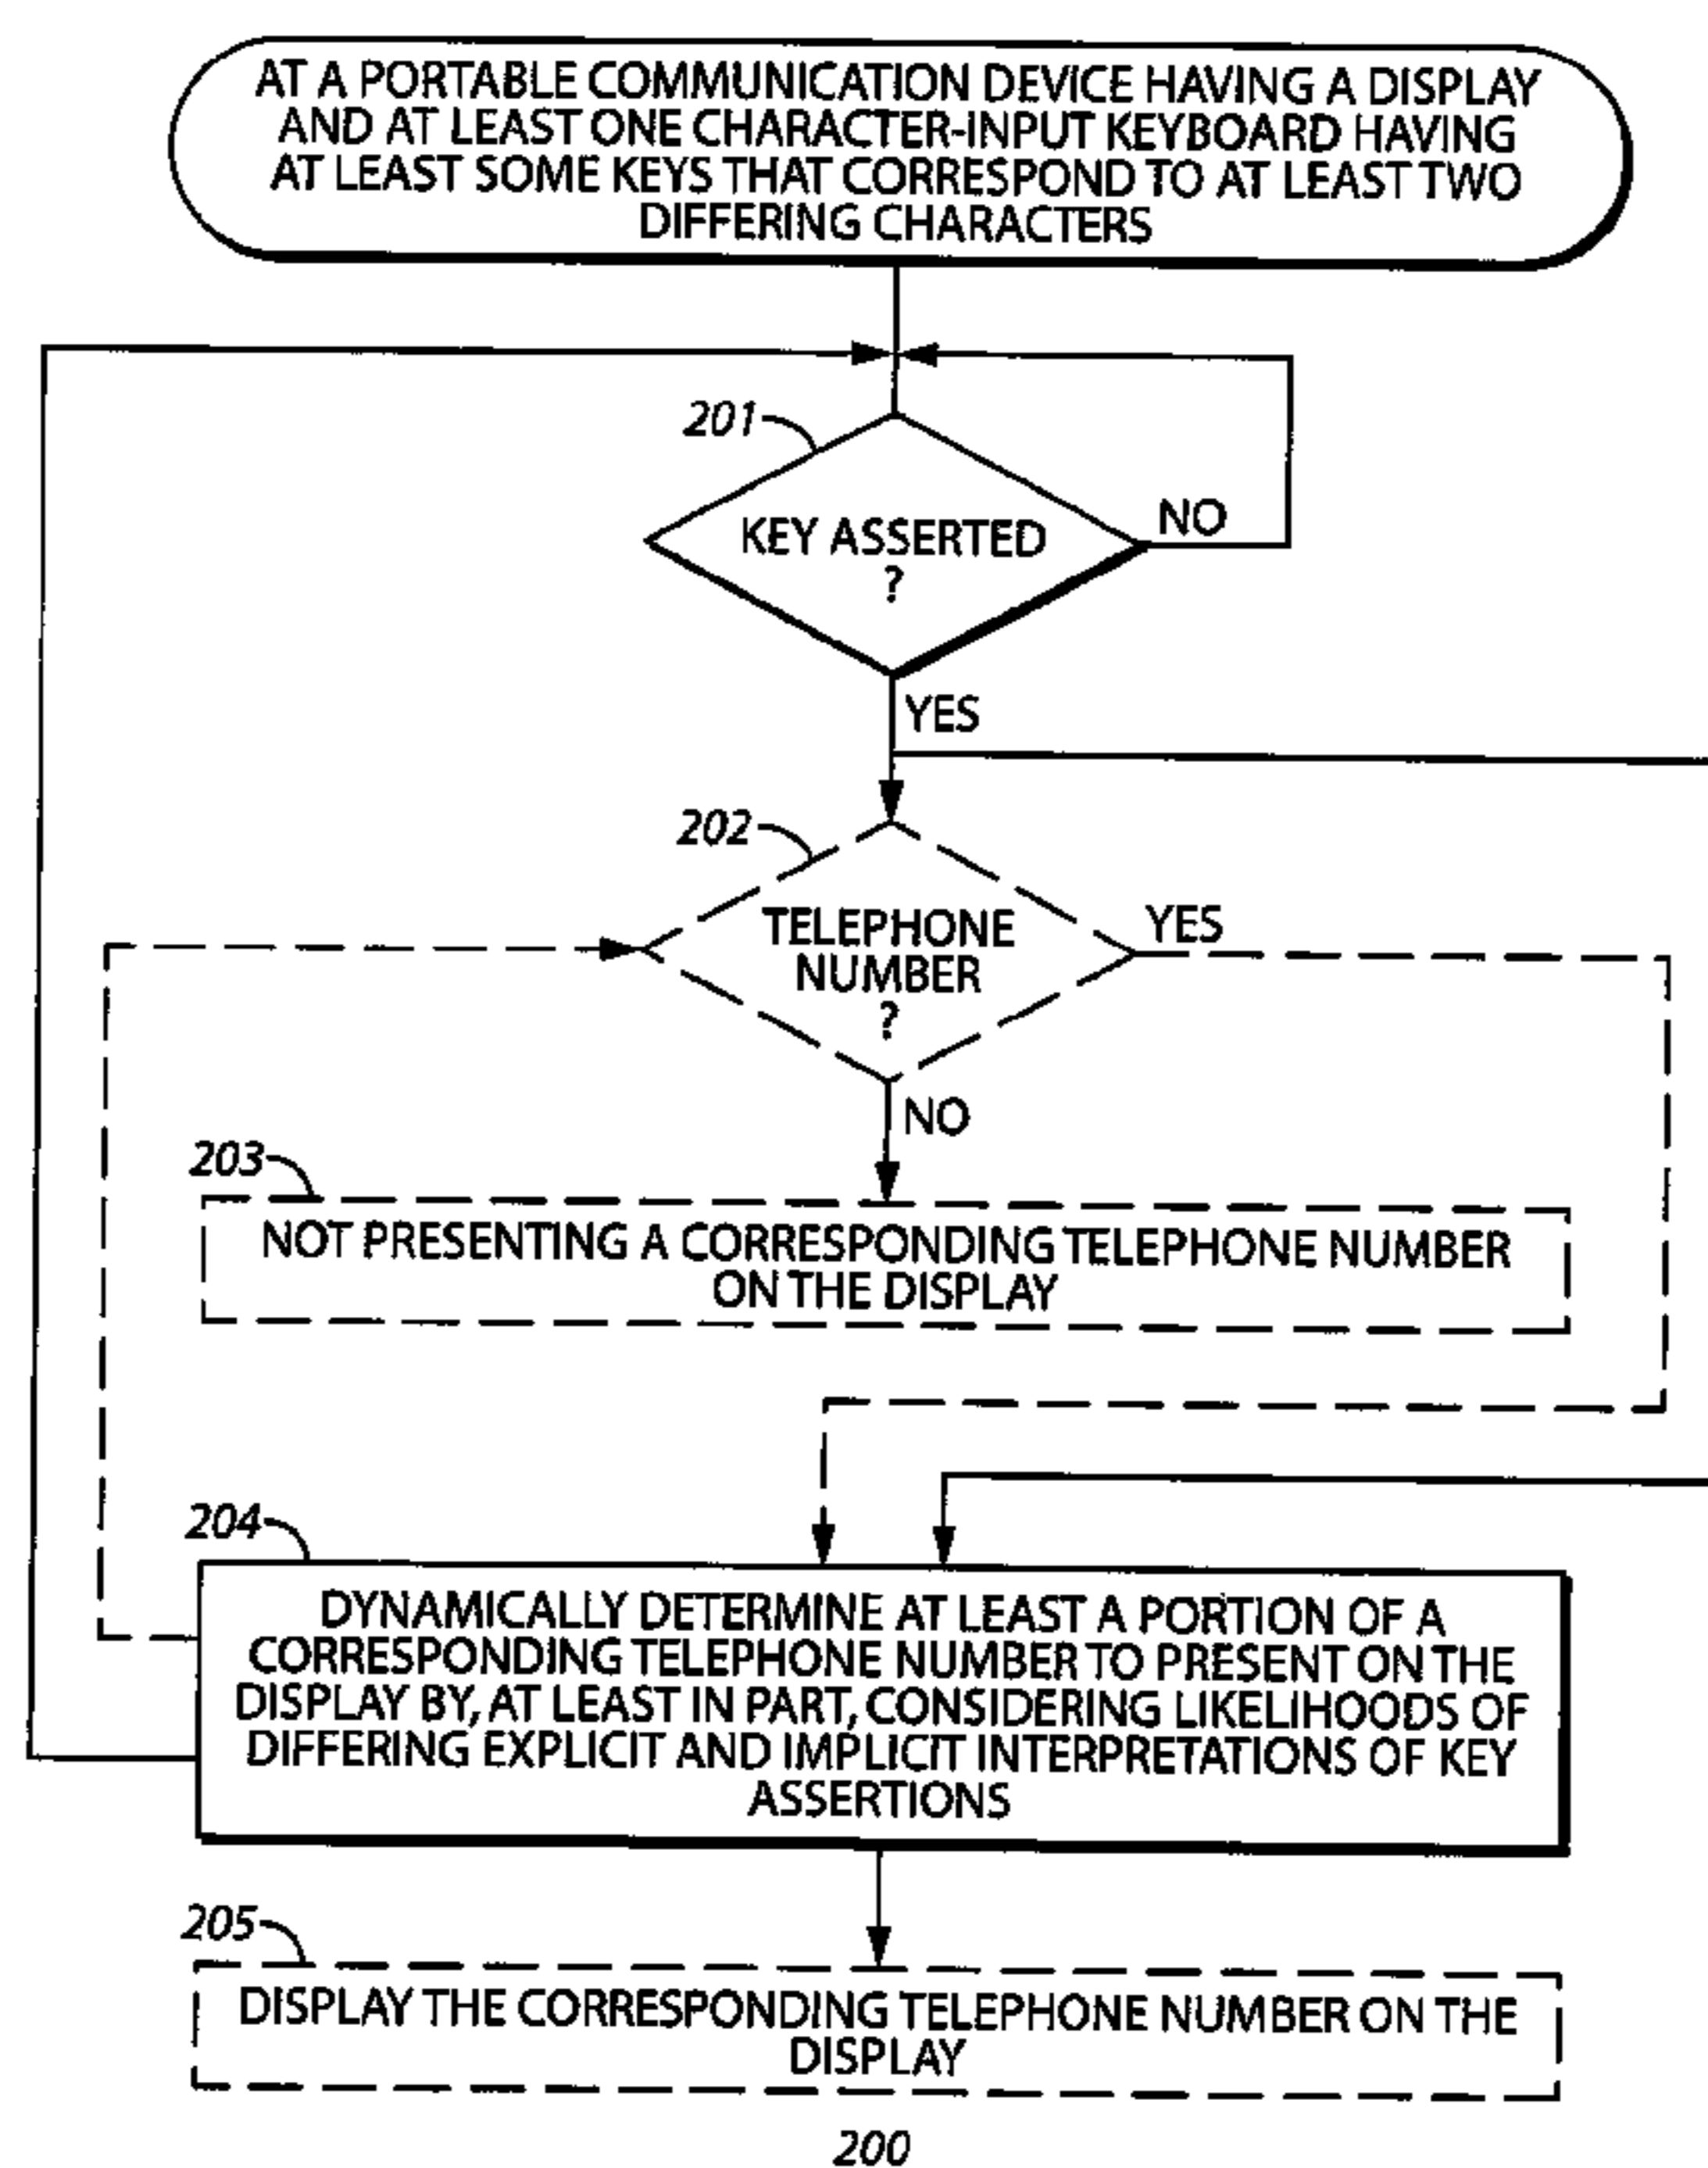 AT A PORTABLE COMMUNICATION DEVICE HAVING A DISPLAY
AND AT LEAST ONE CHARACTER-INPUT KEYBOARD HAVING
AT LEAST SOME KEYS THAT CORRESPOND TO AT LEAST TWO
DIFFERING CHARACTERS
201
KEY ASSERTED
?
NO
YES
202
TELEPHONE
NUMBER
?
YES
NO
203
NOT PRESENTING A CORRESPONDING TELEPHONE NUMBER
ON THE DISPLAY
204
DYNAMICALLY DETERMINE AT LEAST A PORTION OF A
CORRESPONDING TELEPHONE NUMBER TO PRESENT ON THE
DISPLAY BY, AT LEAST IN PART, CONSIDERING LIKELIHOODS OF
DIFFERING EXPLICIT AND IMPLICIT INTERPRETATIONS OF KEY
ASSERTIONS
205
DISPLAY THE CORRESPONDING TELEPHONE NUMBER ON THE
DISPLAY
200